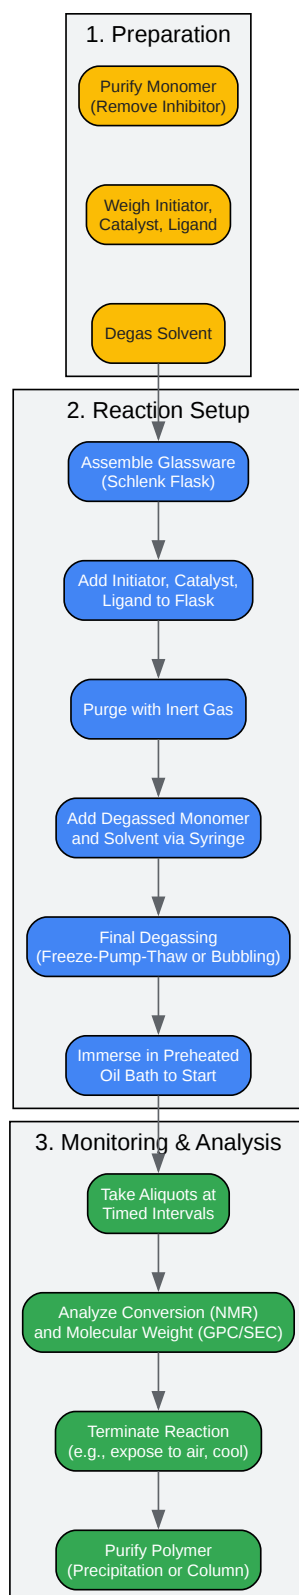 1. Preparation
Purify Monomer
(Remove Inhibitor)
Weigh Initiator,
Catalyst, Ligand
Degas Solvent
2. Reaction Setup
Assemble Glassware
(Schlenk Flask)
Add Initiator, Catalyst,
Ligand to Flask
Purge with Inert Gas
Add Degassed Monomer
and Solvent via Syringe
Final Degassing
(Freeze-Pump-Thaw or Bubbling)
Immerse in Preheated
Oil Bath to Start
3. Monitoring & Analysis
Take Aliquots at
Timed Intervals
Analyze Conversion (NMR)
and Molecular Weight (GPC/SEC)
Terminate Reaction
(e.g., expose to air, cool)
Purify Polymer
(Precipitation or Column)